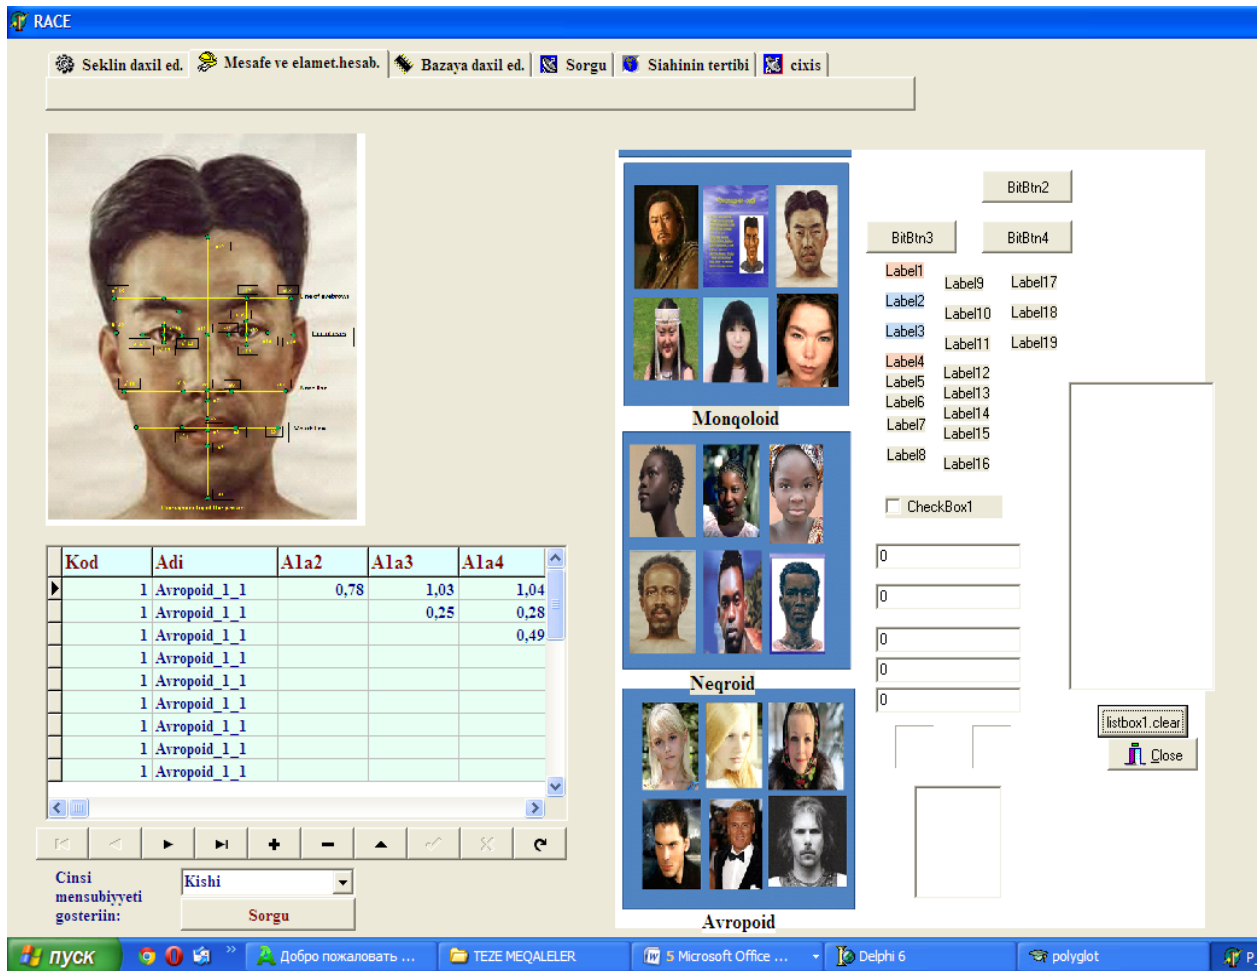 RACE
Seklin daxil ed.
Mesafe ve elamet.hesab.
Bazaya daxil ed.
Sorgu
Siahinin tertibi
cixis
Line of eyebrows
Monqoloid
Neqroid
Avropoid
BitBtn2
BitBtn3
BitBtn4
Label1
Label2
Label3
Label4
Label5
Label6
Label7
Label8
Label9
Label10
Label11
Label12
Label13
Label14
Label15
Label16
Label17
Label18
Label19
CheckBox1
0
0
0
0
0
listbox1.clear
Close
Kod Adi A1a2 A1a3 A1a4
1 Avropoid_1_1 0,78 1,03 1,04
1 Avropoid_1_1 0,25 0,28
1 Avropoid_1_1 0,49
1 Avropoid_1_1
1 Avropoid_1_1
1 Avropoid_1_1
1 Avropoid_1_1
1 Avropoid_1_1
1 Avropoid_1_1
Cinsi
mensubiyyeti
gosteriin:
Kishi
Sorgu
пуск
Добро пожаловать ...
TEZE MEQALELER
5 Microsoft Office ...
Delphi 6
polyglot